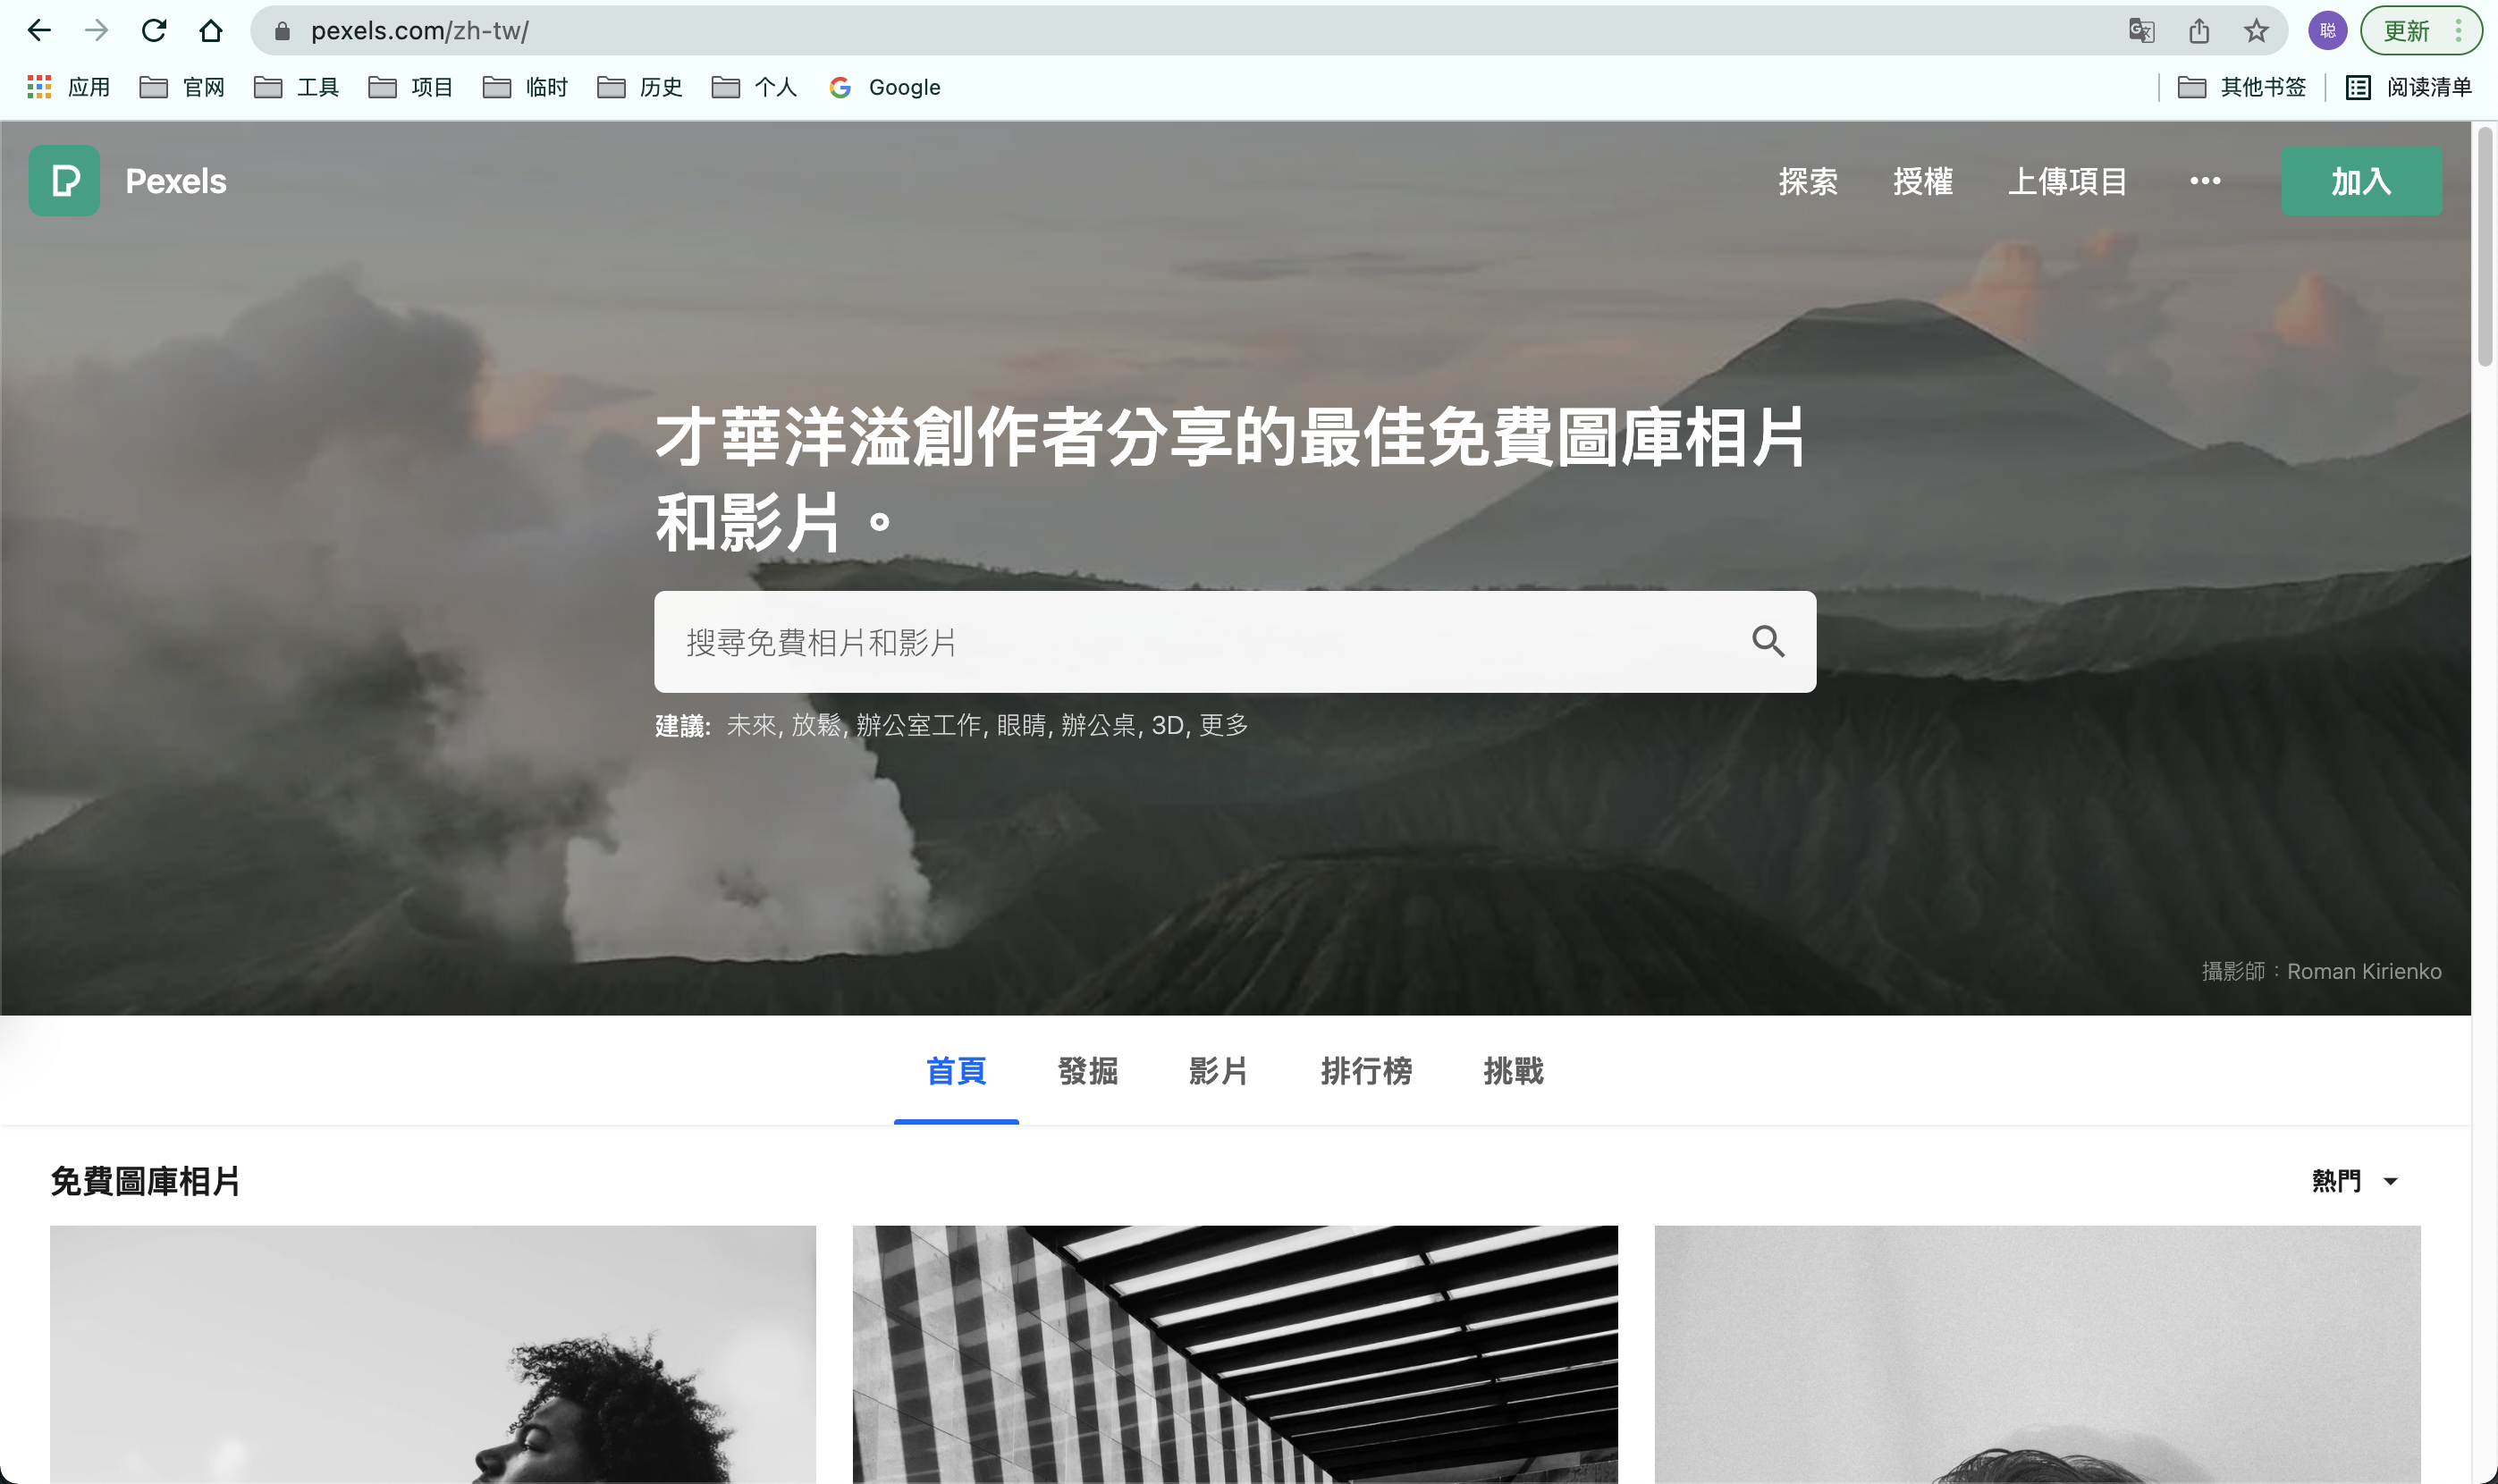 pexels.com/zh-tw/
聪
更新
应用 官网 工具 项目 临时 历史 个人 Google
其他书签 阅读清单
Pexels
探索 授權 上傳項目 ••• 加入
才華洋溢創作者分享的最佳免費圖庫相片
和影片。
搜尋免費相片和影片
建議: 未來, 放鬆, 辦公室工作, 眼睛, 辦公桌, 3D, 更多
攝影師：Roman Kirienko
首頁 發掘 影片 排行榜 挑戰
免費圖庫相片
熱門